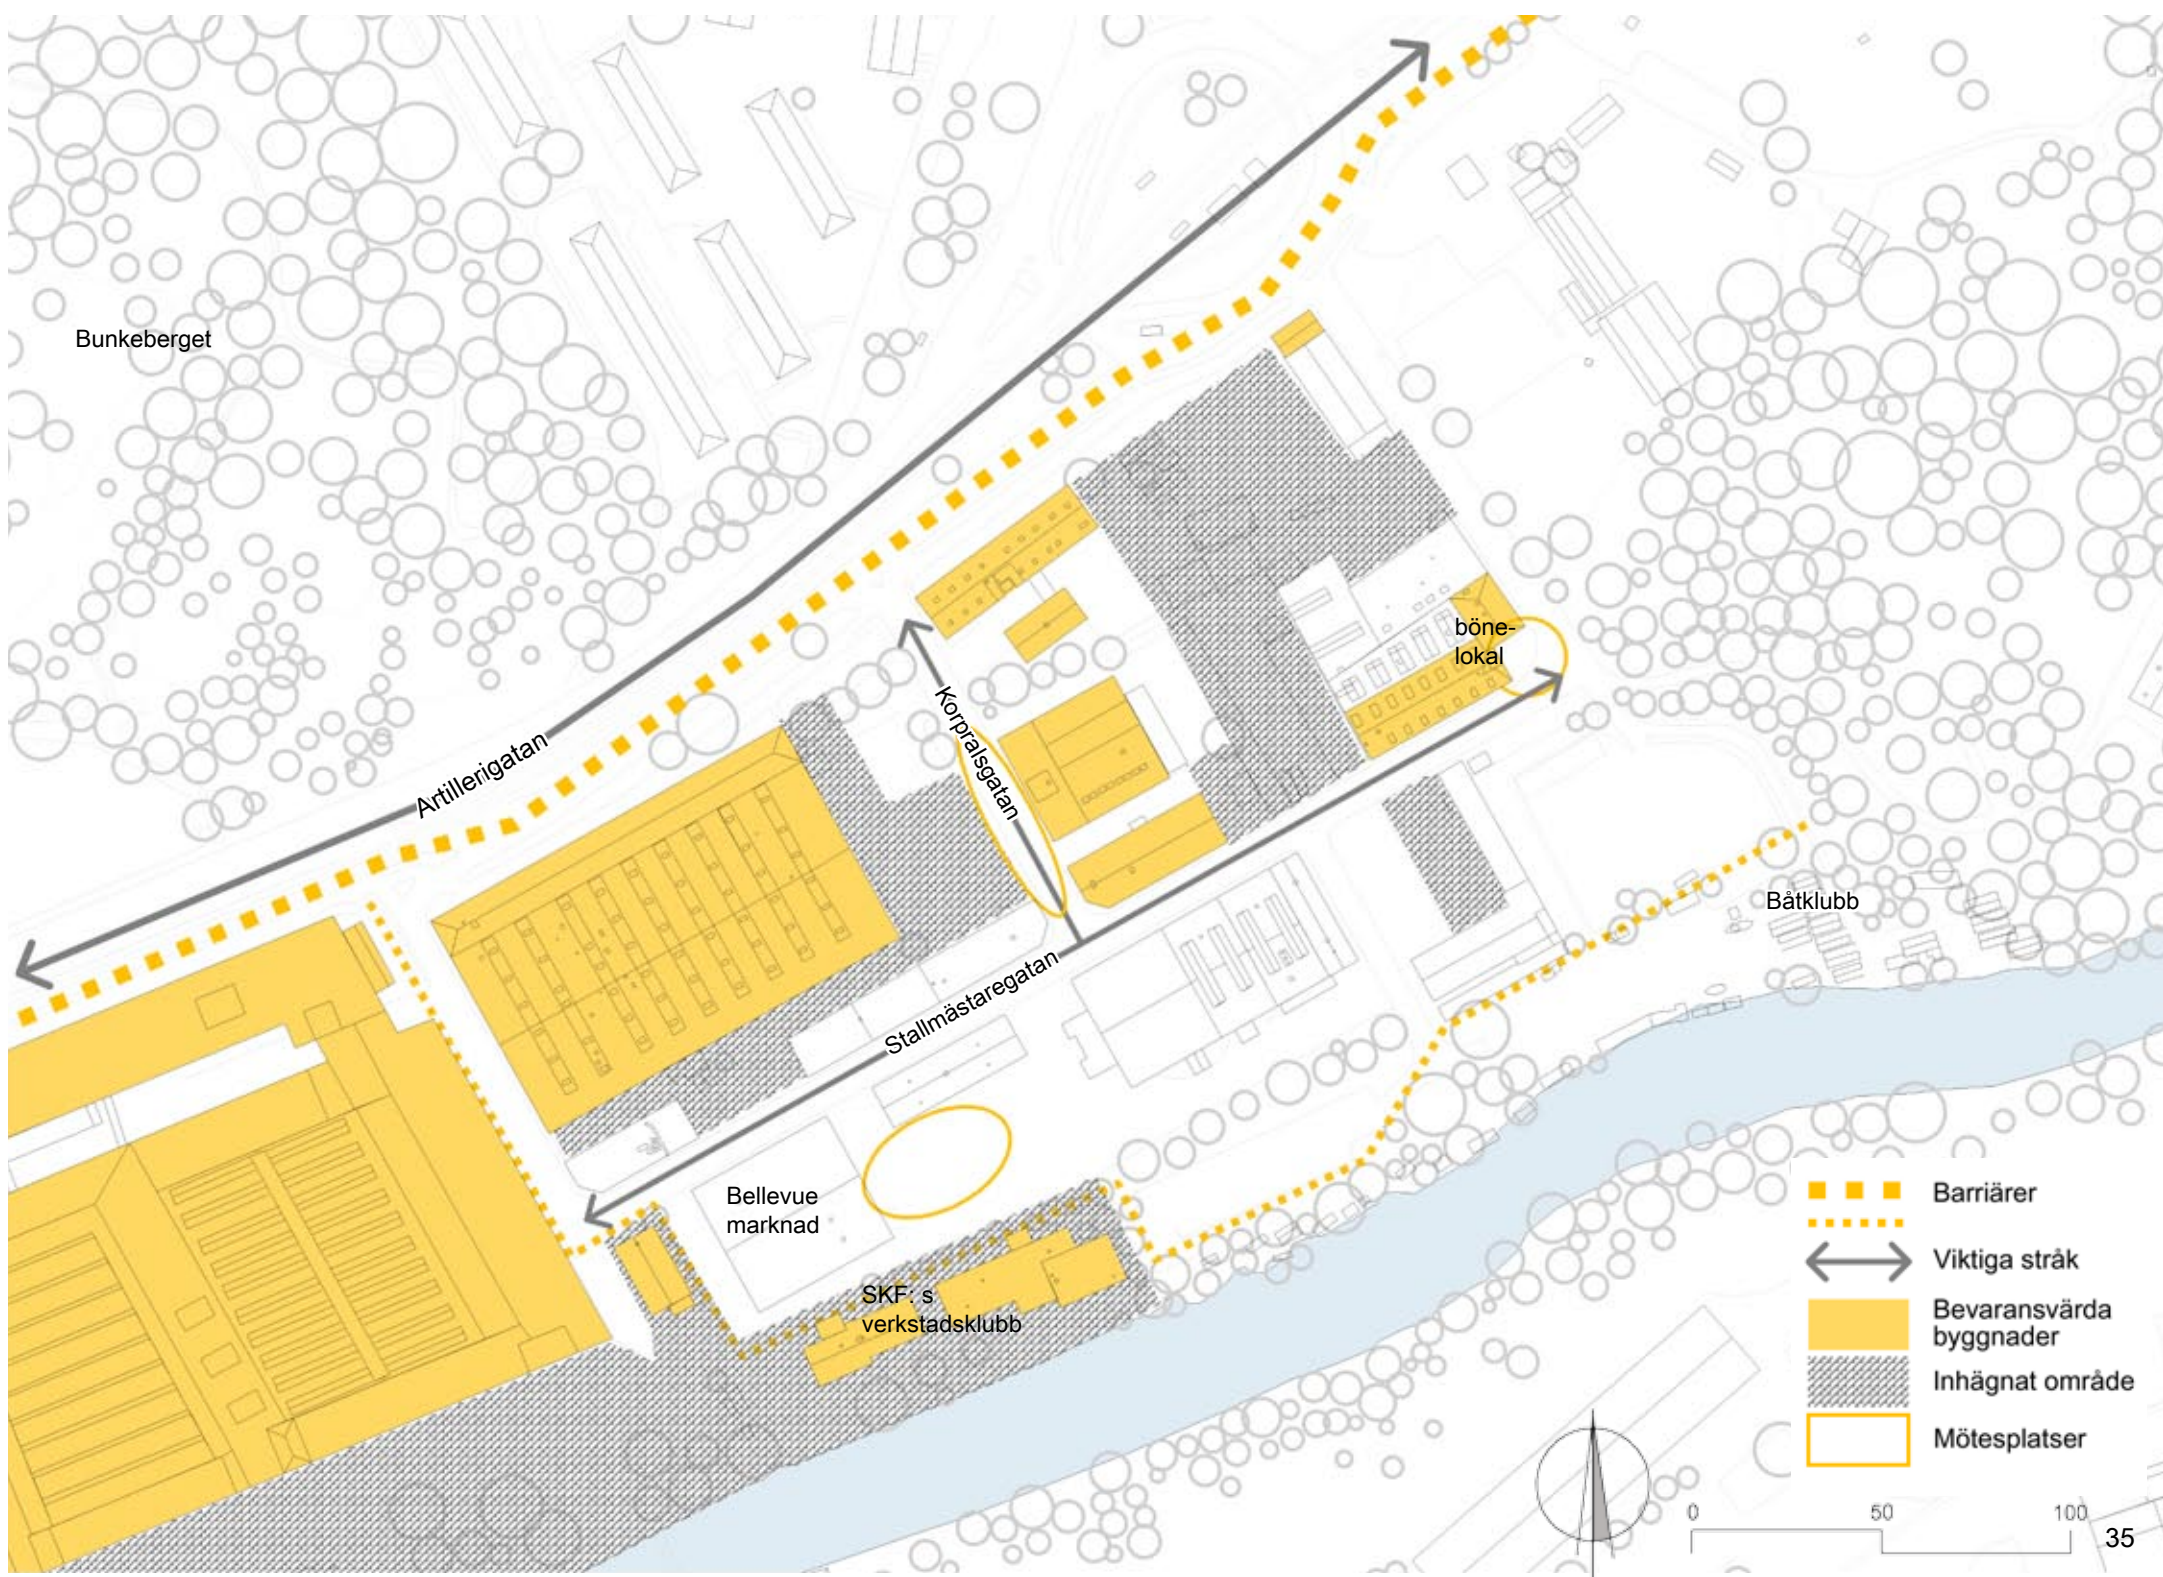 Bunkeberget
böne-
lokal
Korpralsgatan
Artillerigatan
Båtklubb
Stallmästaregatan
Bellevue
marknad
SKF: s
verkstadsklubb
Barriärer
Viktiga stråk
Bevaransvärda
byggnader
Inhägnat område
Mötesplatser
0 50 100
35